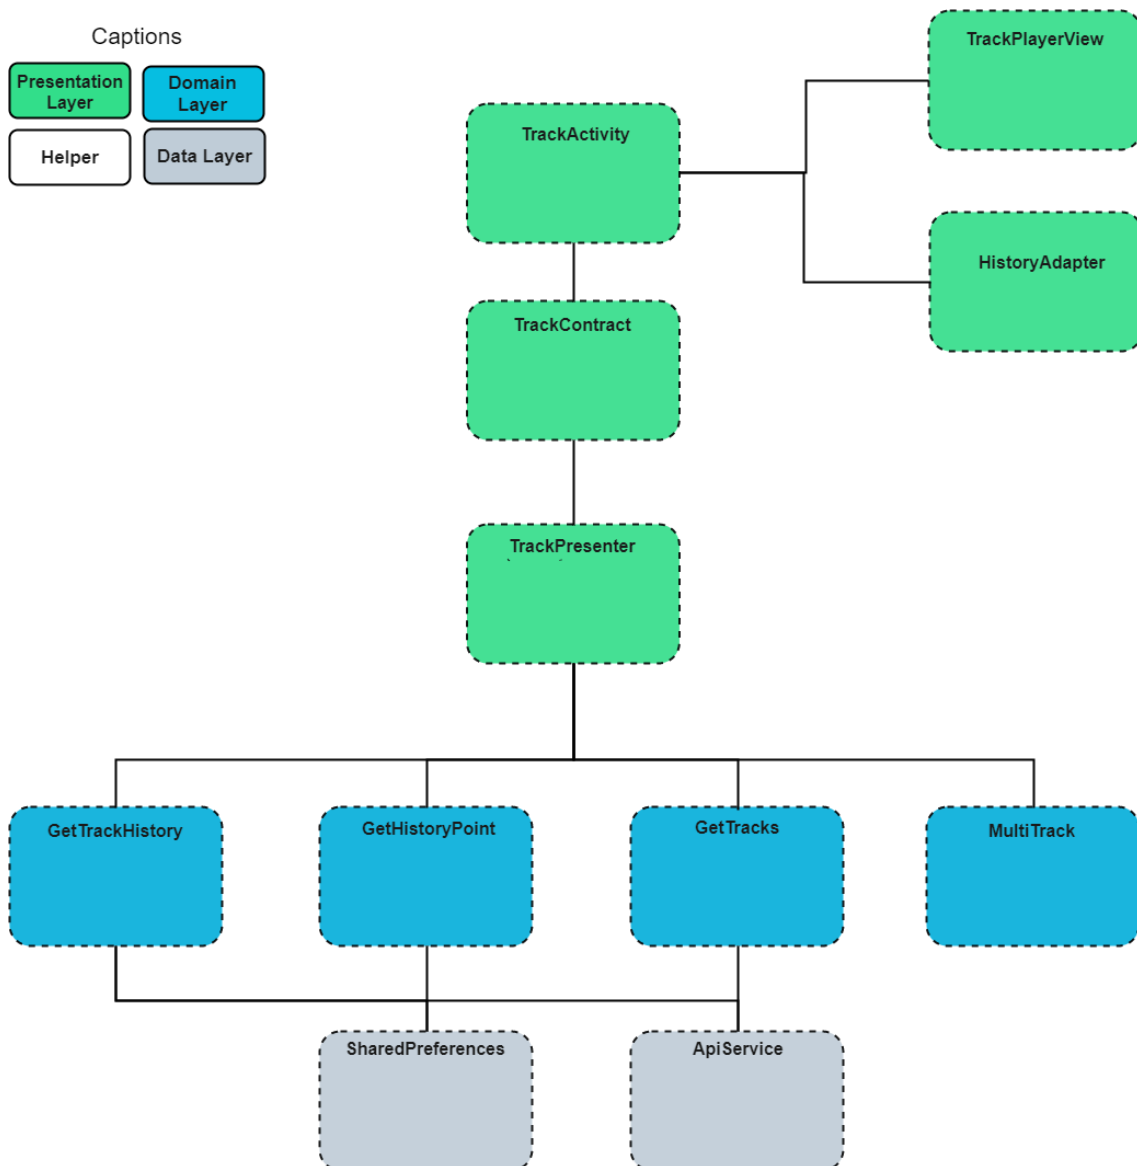 Captions
Presentation
Layer
Domain
Layer
Helper
Data Layer
TrackPlayerView
TrackActivity
HistoryAdapter
TrackContract
TrackPresenter
GetTrackHistory
GetHistoryPoint
GetTracks
MultiTrack
SharedPreferences
ApiService